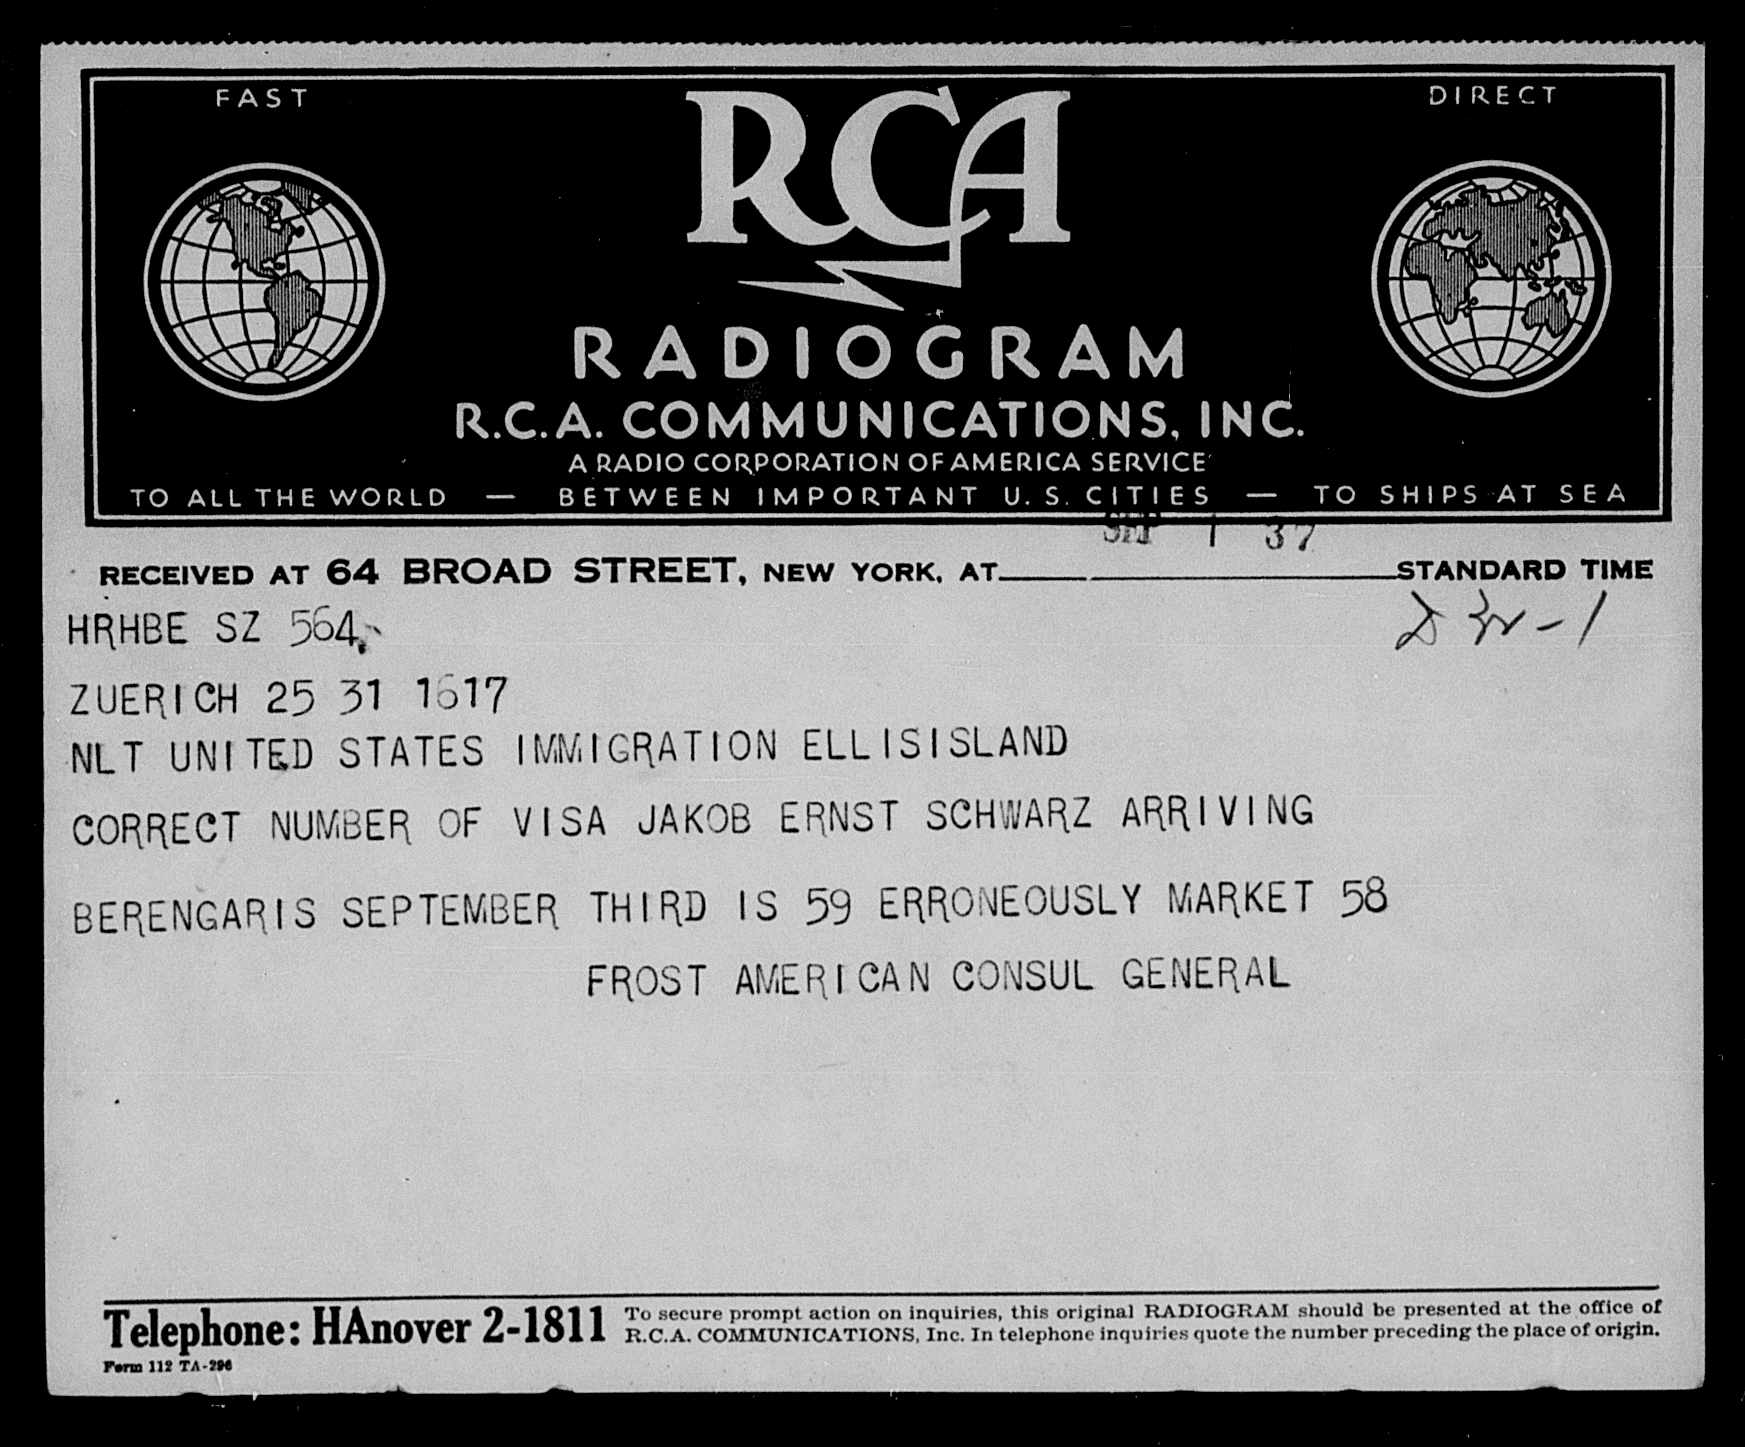 FAST
DIRECT
RCA
RADIOGRAM
R.C.A. COMMUNICATIONS, INC.
A RADIO CORPORATION OF AMERICA SERVICE
TO ALL THE WORLD — BETWEEN IMPORTANT U.S. CITIES — TO SHIPS AT SEA
SEP 1 37
RECEIVED AT 64 BROAD STREET, NEW YORK, AT STANDARD TIME
HRHBE SZ 564
ZUERICH 25 31 1617
NLT UNITED STATES IMMIGRATION ELLISISLAND
CORRECT NUMBER OF VISA JAKOB ERNST SCHWARZ ARRIVING
BERENGARIS SEPTEMBER THIRD IS 59 ERRONEOUSLY MARKET 58
FROST AMERICAN CONSUL GENERAL
Telephone: HAnover 2-1811
To secure prompt action on inquiries, this original RADIOGRAM should be presented at the office of
R.C.A. COMMUNICATIONS, Inc. In telephone inquiries quote the number preceding the place of origin.
Form 112 TA-296